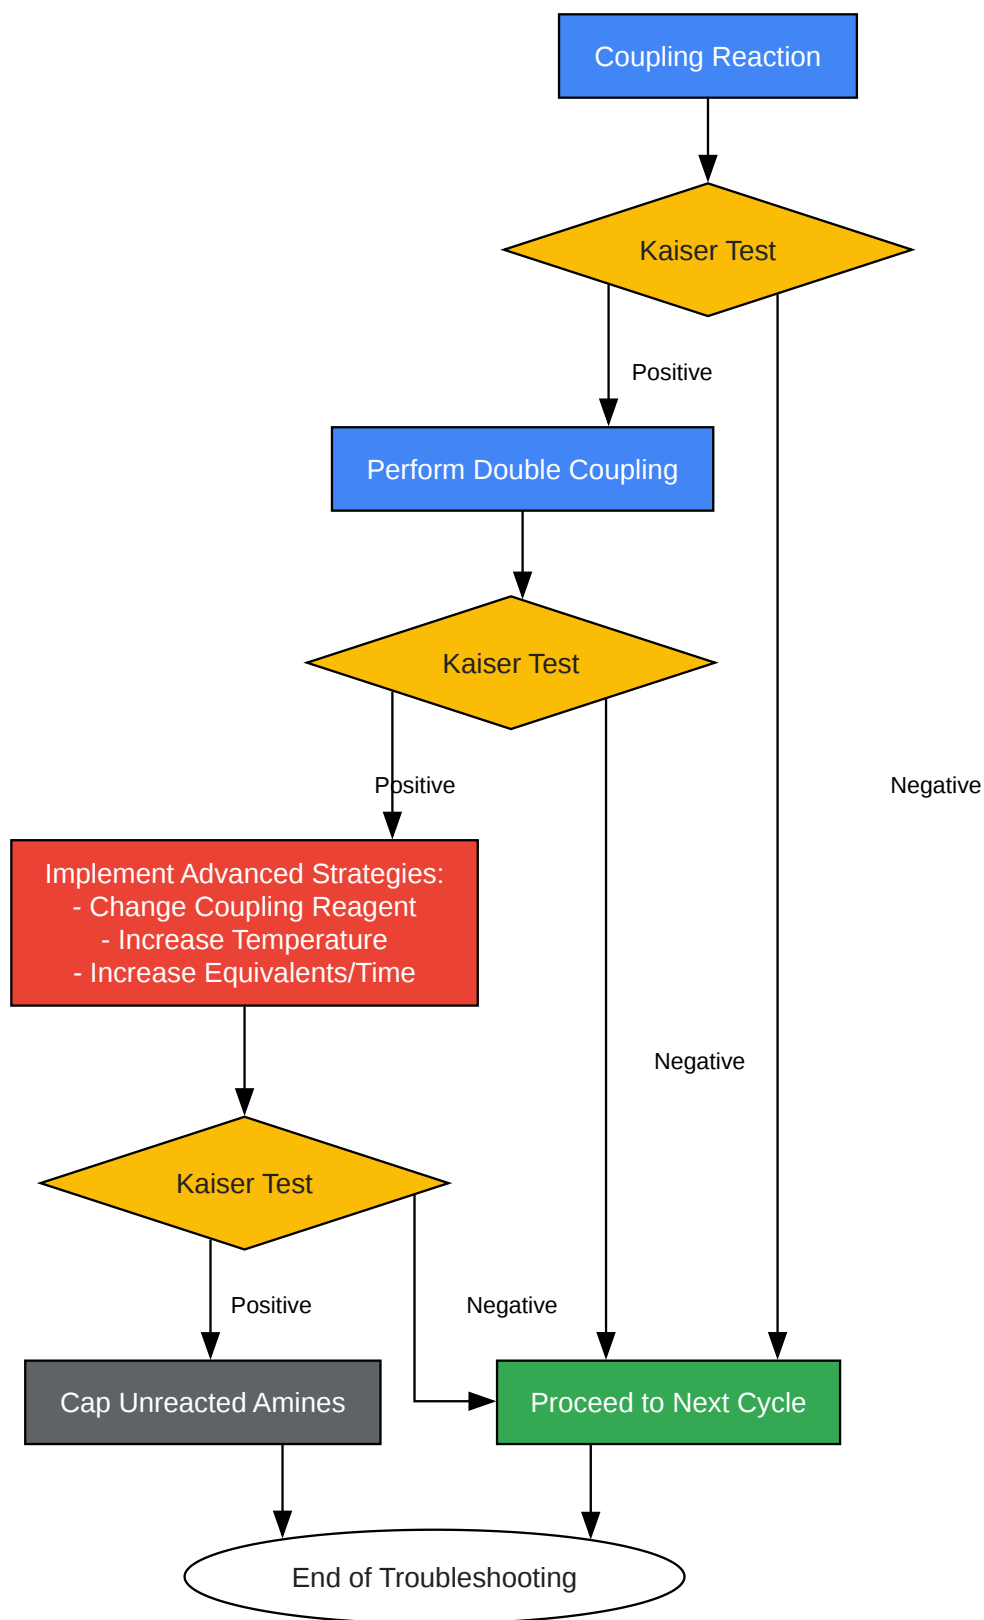 Coupling Reaction
Kaiser Test
Positive
Perform Double Coupling
Kaiser Test
Positive
Negative
Implement Advanced Strategies:
- Change Coupling Reagent
- Increase Temperature
- Increase Equivalents/Time
Negative
Kaiser Test
Positive
Negative
Cap Unreacted Amines
Proceed to Next Cycle
End of Troubleshooting